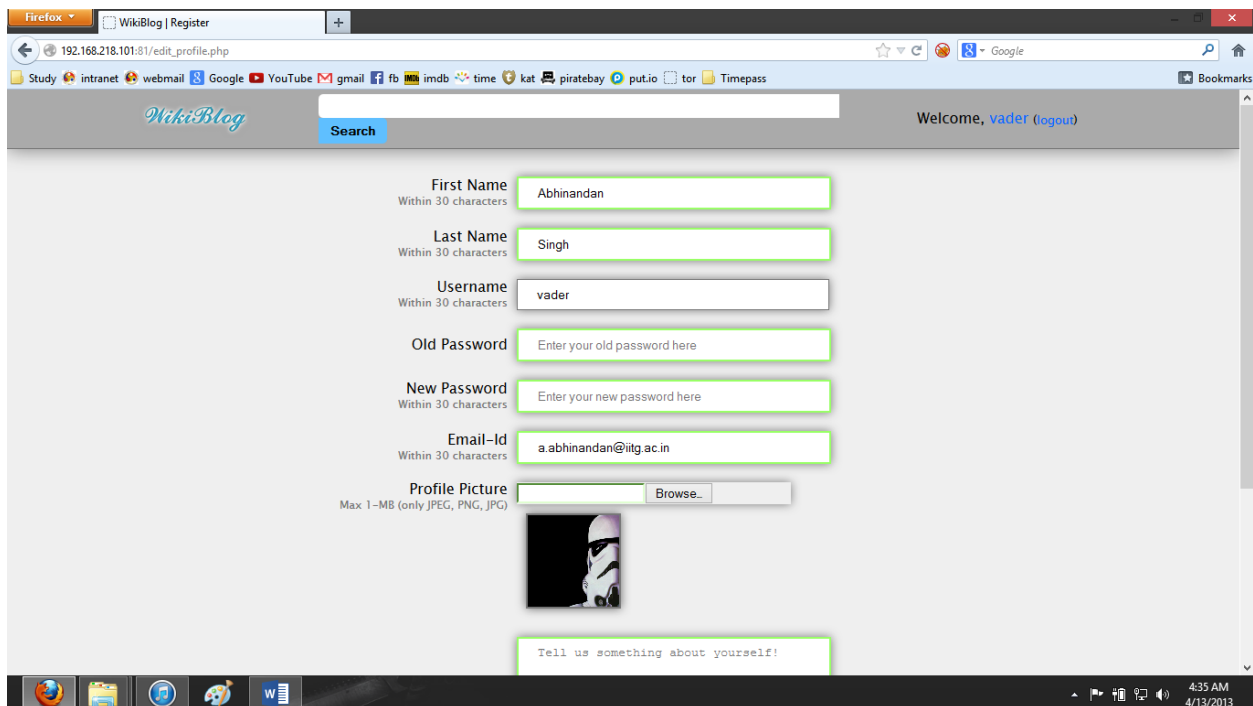 Firefox
WikiBlog | Register
+
192.168.218.101:81/edit_profile.php
Google
Study intranet webmail Google YouTube gmail fb imdb time kat piratebay put.io tor Timepass Bookmarks
WikiBlog
Search
Welcome, vader (logout)
First Name
Within 30 characters
Abhinandan
Last Name
Within 30 characters
Singh
Username
Within 30 characters
vader
Old Password
Enter your old password here
New Password
Within 30 characters
Enter your new password here
Email-Id
Within 30 characters
a.abhinandan@iitg.ac.in
Profile Picture
Max 1-MB (only JPEG, PNG, JPG)
Browse..
Tell us something about yourself!
4:35 AM
4/13/2013